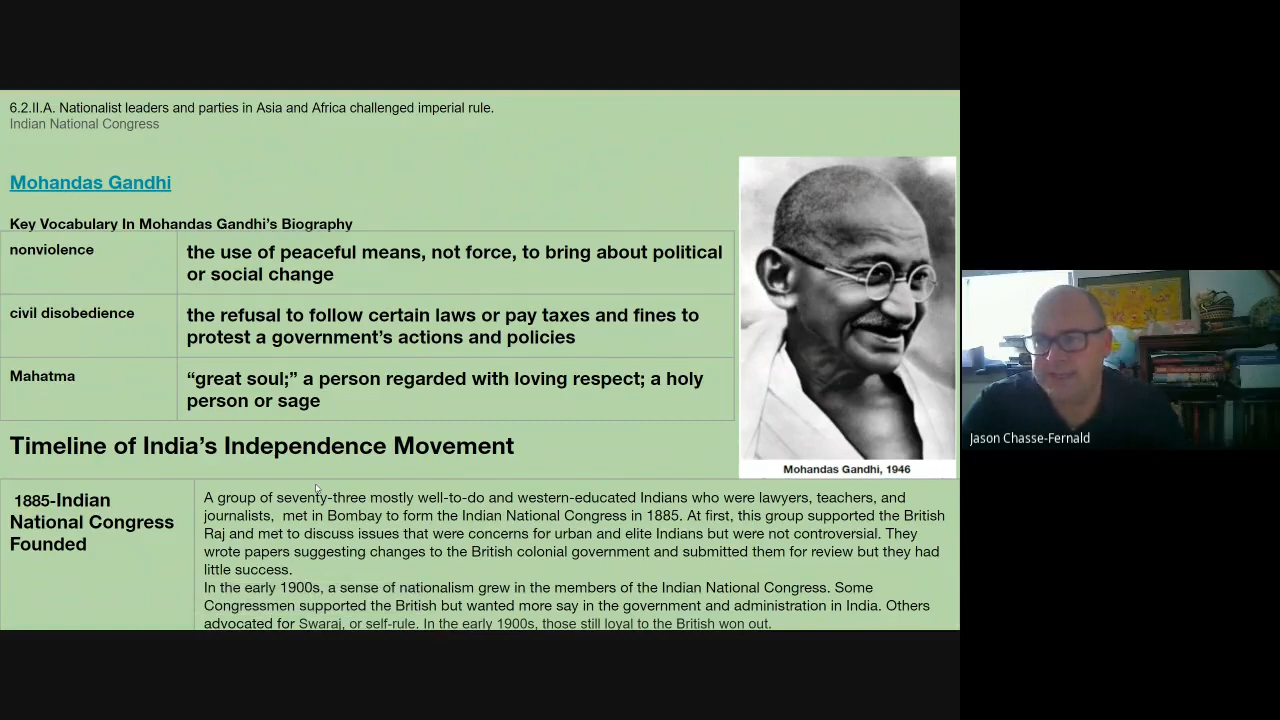 6.2.II.A. Nationalist leaders and parties in Asia and Africa challenged imperial rule.
Indian National Congress
Mohandas Gandhi
Key Vocabulary In Mohandas Gandhi’s Biography
nonviolence
the use of peaceful means, not force, to bring about political
or social change
civil disobedience
the refusal to follow certain laws or pay taxes and fines to
protest a government’s actions and policies
Mahatma
“great soul;” a person regarded with loving respect; a holy
person or sage
Mohandas Gandhi, 1946
Timeline of India’s Independence Movement
1885-Indian
National Congress
Founded
A group of seventy-three mostly well-to-do and western-educated Indians who were lawyers, teachers, and
journalists,  met in Bombay to form the Indian National Congress in 1885. At first, this group supported the British
Raj and met to discuss issues that were concerns for urban and elite Indians but were not controversial. They
wrote papers suggesting changes to the British colonial government and submitted them for review but they had
little success.
In the early 1900s, a sense of nationalism grew in the members of the Indian National Congress. Some
Congressmen supported the British but wanted more say in the government and administration in India. Others
advocated for Swaraj, or self-rule. In the early 1900s, those still loyal to the British won out.
Jason Chasse-Fernald